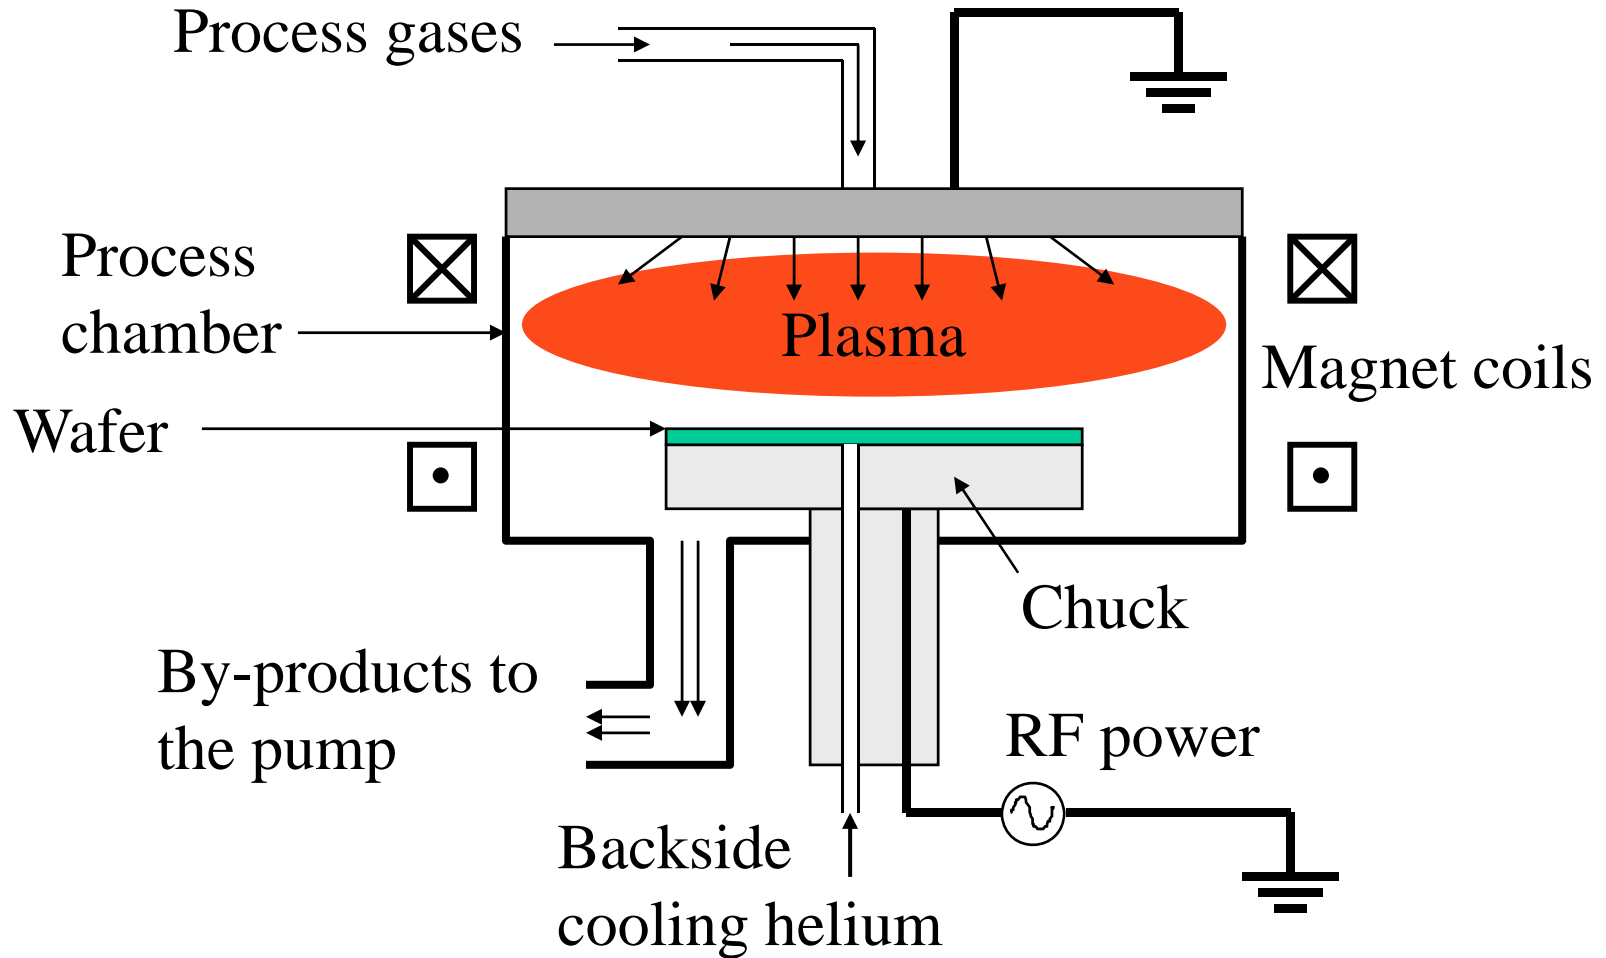 Process gases
Process
chamber
Plasma
Magnet coils
Wafer
Chuck
By-products to
the pump
RF power
Backside
cooling helium